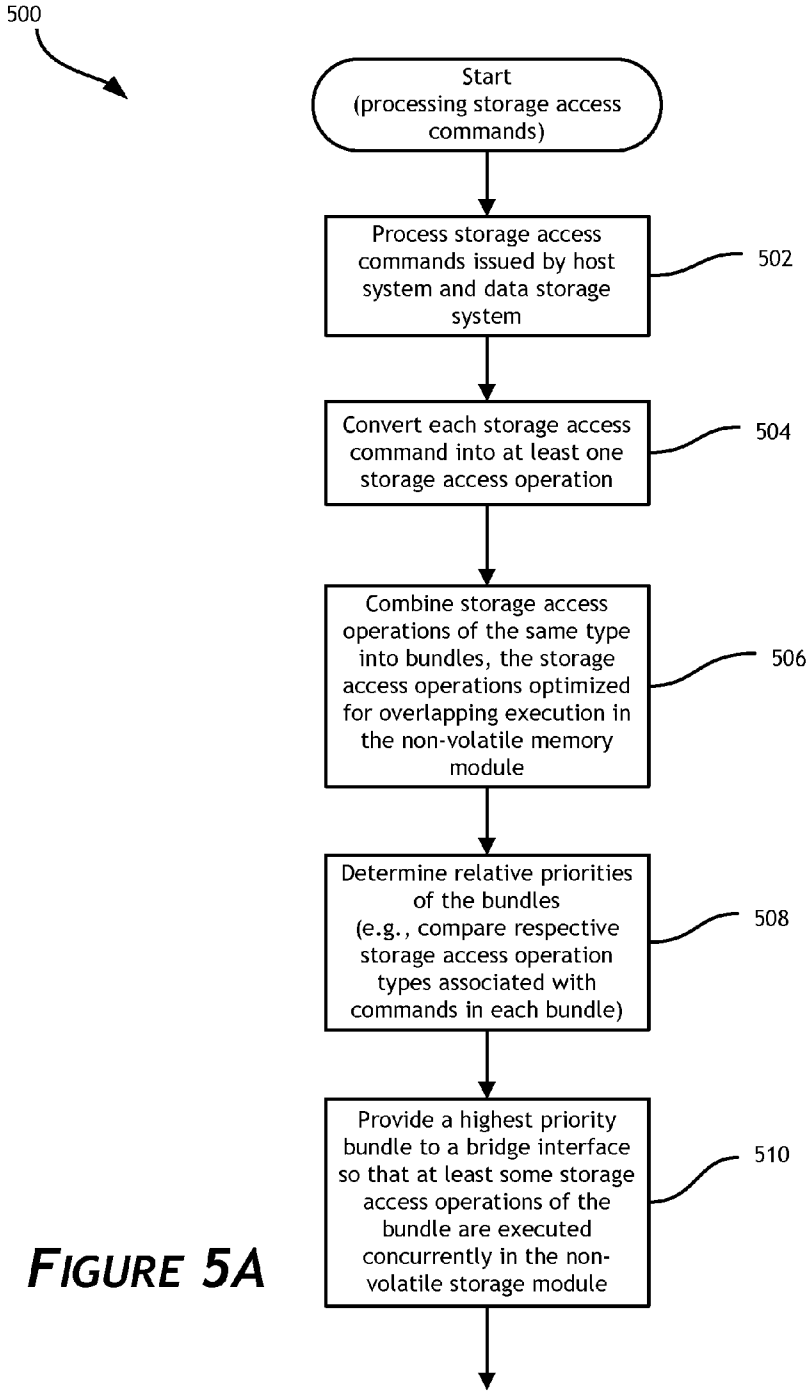 500
Start
(processing storage access
commands)
Process storage access
commands issued by host
system and data storage
system
502
Convert each storage access
command into at least one
storage access operation
504
Combine storage access
operations of the same type
into bundles, the storage
access operations optimized
for overlapping execution in
the non-volatile memory
module
506
Determine relative priorities
of the bundles
(e.g., compare respective
storage access operation
types associated with
commands in each bundle)
508
Provide a highest priority
bundle to a bridge interface
so that at least some storage
access operations of the
bundle are executed
concurrently in the non-
volatile storage module
510
FIGURE 5A